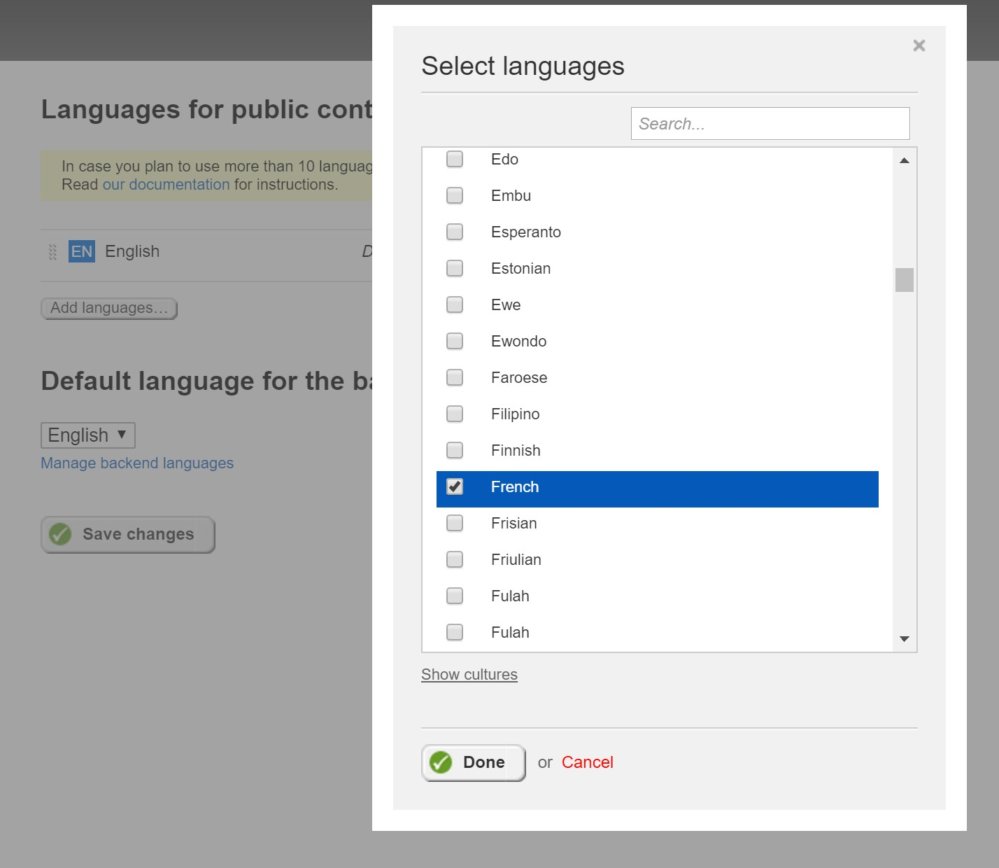 Languages for public cont
In case you plan to use more than 10 languag
Read our documentation for instructions.
EN English D
Add languages...
Default language for the ba
English
Manage backend languages
Save changes
Select languages
Search...
Edo
Embu
Esperanto
Estonian
Ewe
Ewondo
Faroese
Filipino
Finnish
French
Frisian
Friulian
Fulah
Fulah
Show cultures
Done or Cancel